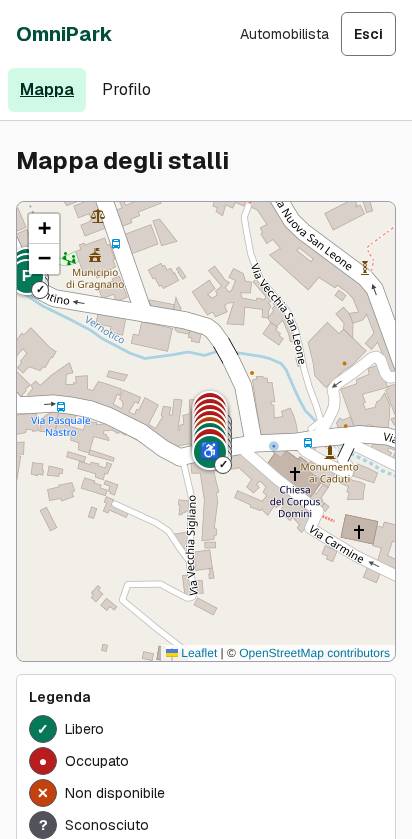 OmniPark
Automobilista
Esci
Mappa
Profilo
Mappa degli stalli
+
−
Municipio
di Gragnano
Vernotico
Via Vecchia San Leone
a Nuova San Leone
Via Pasquale
Nastro
Monumento
ai Caduti
Chiesa
del Corpus
Domini
Via Vecchia Sigliano
Via Carmine
Leaflet | © OpenStreetMap contributors
Legenda
✓ Libero
● Occupato
✕ Non disponibile
? Sconosciuto